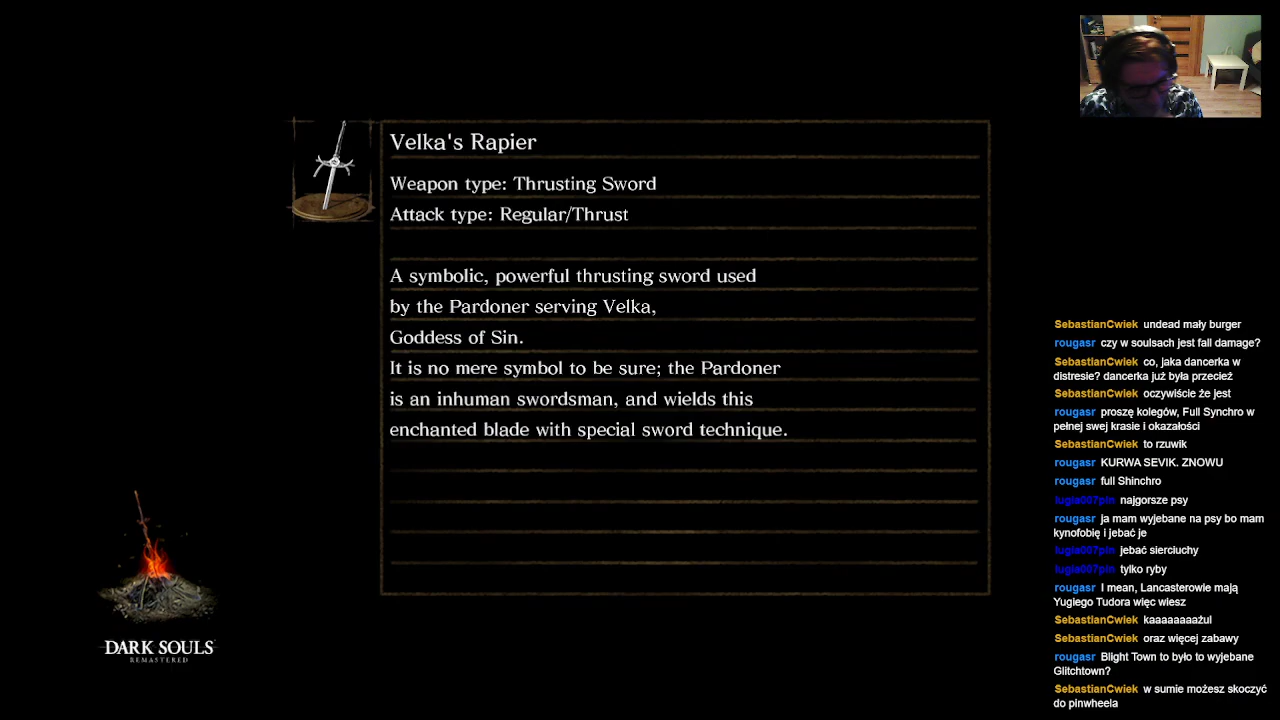 Velka's Rapier
Weapon type: Thrusting Sword
Attack type: Regular/Thrust
A symbolic, powerful thrusting sword used
by the Pardoner serving Velka,
Goddess of Sin.
It is no mere symbol to be sure; the Pardoner
is an inhuman swordsman, and wields this
enchanted blade with special sword technique.
DARK SOULS
REMASTERED
SebastianCwiek undead mały burger
rougasr czy w soulsach jest fall damage?
SebastianCwiek co, jaka dancerka w
distresie? dancerka już była przecież
SebastianCwiek oczywiście że jest
rougasr proszę kolegów, Full Synchro w
pełnej swej krasie i okazałości
SebastianCwiek to rzuwik
rougasr KURWA SEVIK. ZNOWU
rougasr full Shinchro
lugia007pln najgorsze psy
rougasr ja mam wyjebane na psy bo mam
kynofobię i jebać je
lugia007pln jebać sierciuchy
lugia007pln tylko ryby
rougasr I mean, Lancasterowie mają
Yugiego Tudora więc wiesz
SebastianCwiek kaaaaaaaażul
SebastianCwiek oraz więcej zabawy
rougasr Blight Town to było to wyjebane
Glitchtown?
SebastianCwiek w sumie możesz skoczyć
do pinwheela